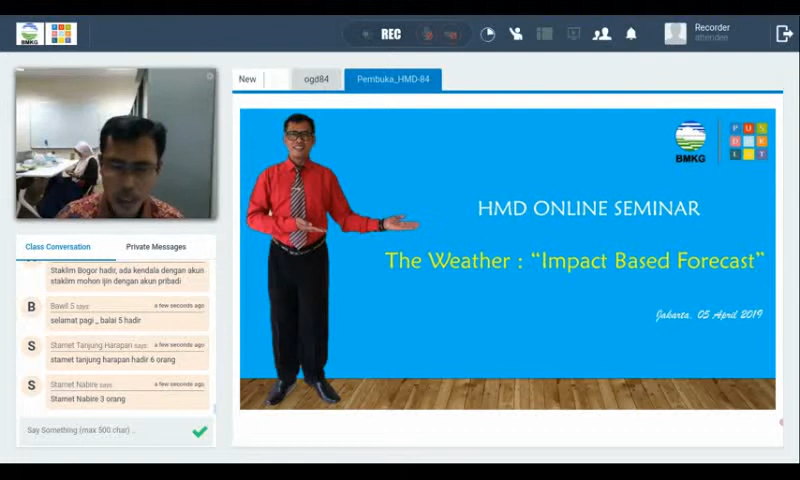 BMKG
REC
Recorder
attendee
New
ogd84
Pembuka_HMD-84
BMKG
PUSDEKLIT
HMD ONLINE SEMINAR
The Weather : “Impact Based Forecast”
Jakarta, 05 April 2019
Class Conversation
Private Messages
Staklim Bogor hadir, ada kendala dengan akun
staklim mohon ijin dengan akun pribadi
B
Bawil 5 says:
a few seconds ago
selamat pagi _ balai 5 hadir
S
Stamet Tanjung Harapan says:
a few seconds ago
stamet tanjung harapan hadir 6 orang
S
Stamet Nabire says:
a few seconds ago
Stamet Nabire 3 orang
Say Something (max 500 char) ..